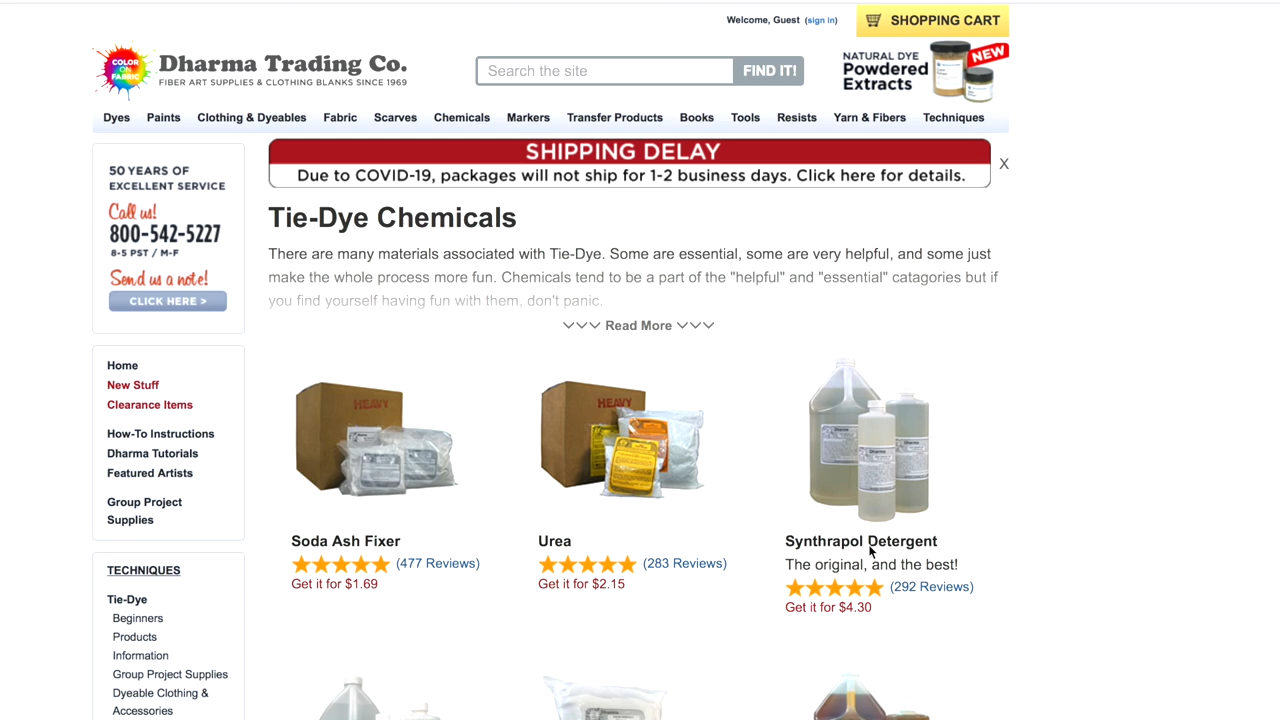 Welcome, Guest (sign in)
SHOPPING CART
COLOR
ON
FABRIC
Dharma Trading Co.
FIBER ART SUPPLIES & CLOTHING BLANKS SINCE 1969
Search the site
FIND IT!
NATURAL DYE
Powdered
Extracts
NEW
Dyes Paints Clothing & Dyeables Fabric Scarves Chemicals Markers Transfer Products Books Tools Resists Yarn & Fibers Techniques
50 YEARS OF
EXCELLENT SERVICE
Call us!
800-542-5227
8-5 PST / M-F
Send us a note!
CLICK HERE >
SHIPPING DELAY
Due to COVID-19, packages will not ship for 1-2 business days. Click here for details.
X
Tie-Dye Chemicals
There are many materials associated with Tie-Dye. Some are essential, some are very helpful, and some just
make the whole process more fun. Chemicals tend to be a part of the "helpful" and "essential" catagories but if
you find yourself having fun with them, don't panic.
Read More
Home
New Stuff
Clearance Items
How-To Instructions
Dharma Tutorials
Featured Artists
Group Project
Supplies
TECHNIQUES
Tie-Dye
Beginners
Products
Information
Group Project Supplies
Dyeable Clothing &
Accessories
HEAVY
Soda Ash Fixer
(477 Reviews)
Get it for $1.69
HEAVY
Urea
(283 Reviews)
Get it for $2.15
Dharma
Dharma
Dharma
Synthrapol Detergent
The original, and the best!
(292 Reviews)
Get it for $4.30